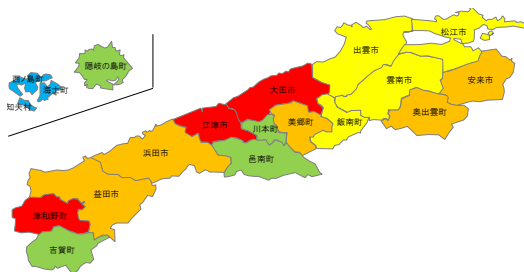 松江市
出雲市
隠岐の島町
雲南市
安来市
西ノ島町
海士町
大田市
知夫村
奥出雲町
江津市
川本町
美郷町
飯南町
浜田市
邑南町
益田市
津和野町
吉賀町